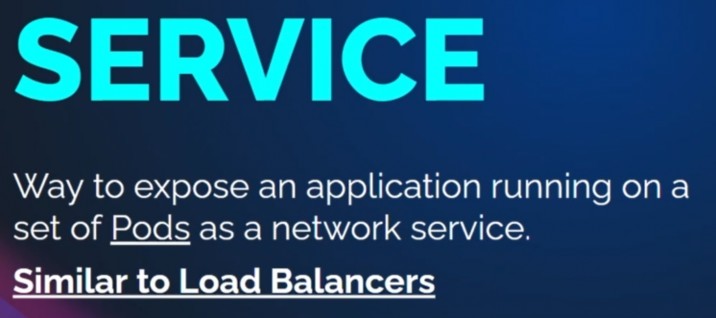 SERVICE
Way to expose an application running on a
set of Pods as a network service.
Similar to Load Balancers